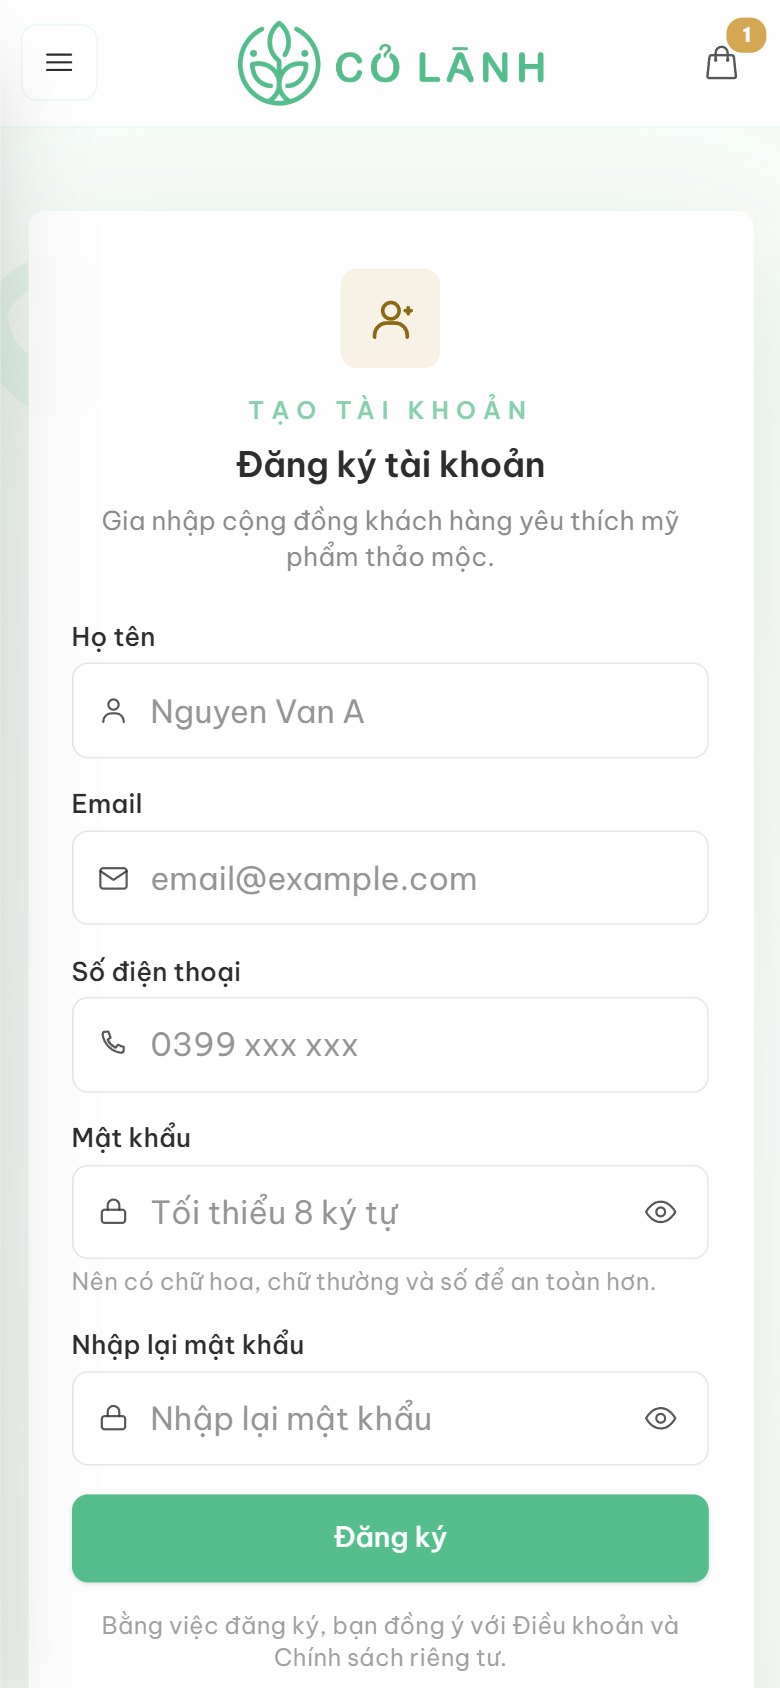 CỎ LÃNH
1
TẠO TÀI KHOẢN
Đăng ký tài khoản
Gia nhập cộng đồng khách hàng yêu thích mỹ
phẩm thảo mộc.
Họ tên
Nguyen Van A
Email
email@example.com
Số điện thoại
0399 xxx xxx
Mật khẩu
Tối thiểu 8 ký tự
Nên có chữ hoa, chữ thường và số để an toàn hơn.
Nhập lại mật khẩu
Nhập lại mật khẩu
Đăng ký
Bằng việc đăng ký, bạn đồng ý với Điều khoản và
Chính sách riêng tư.